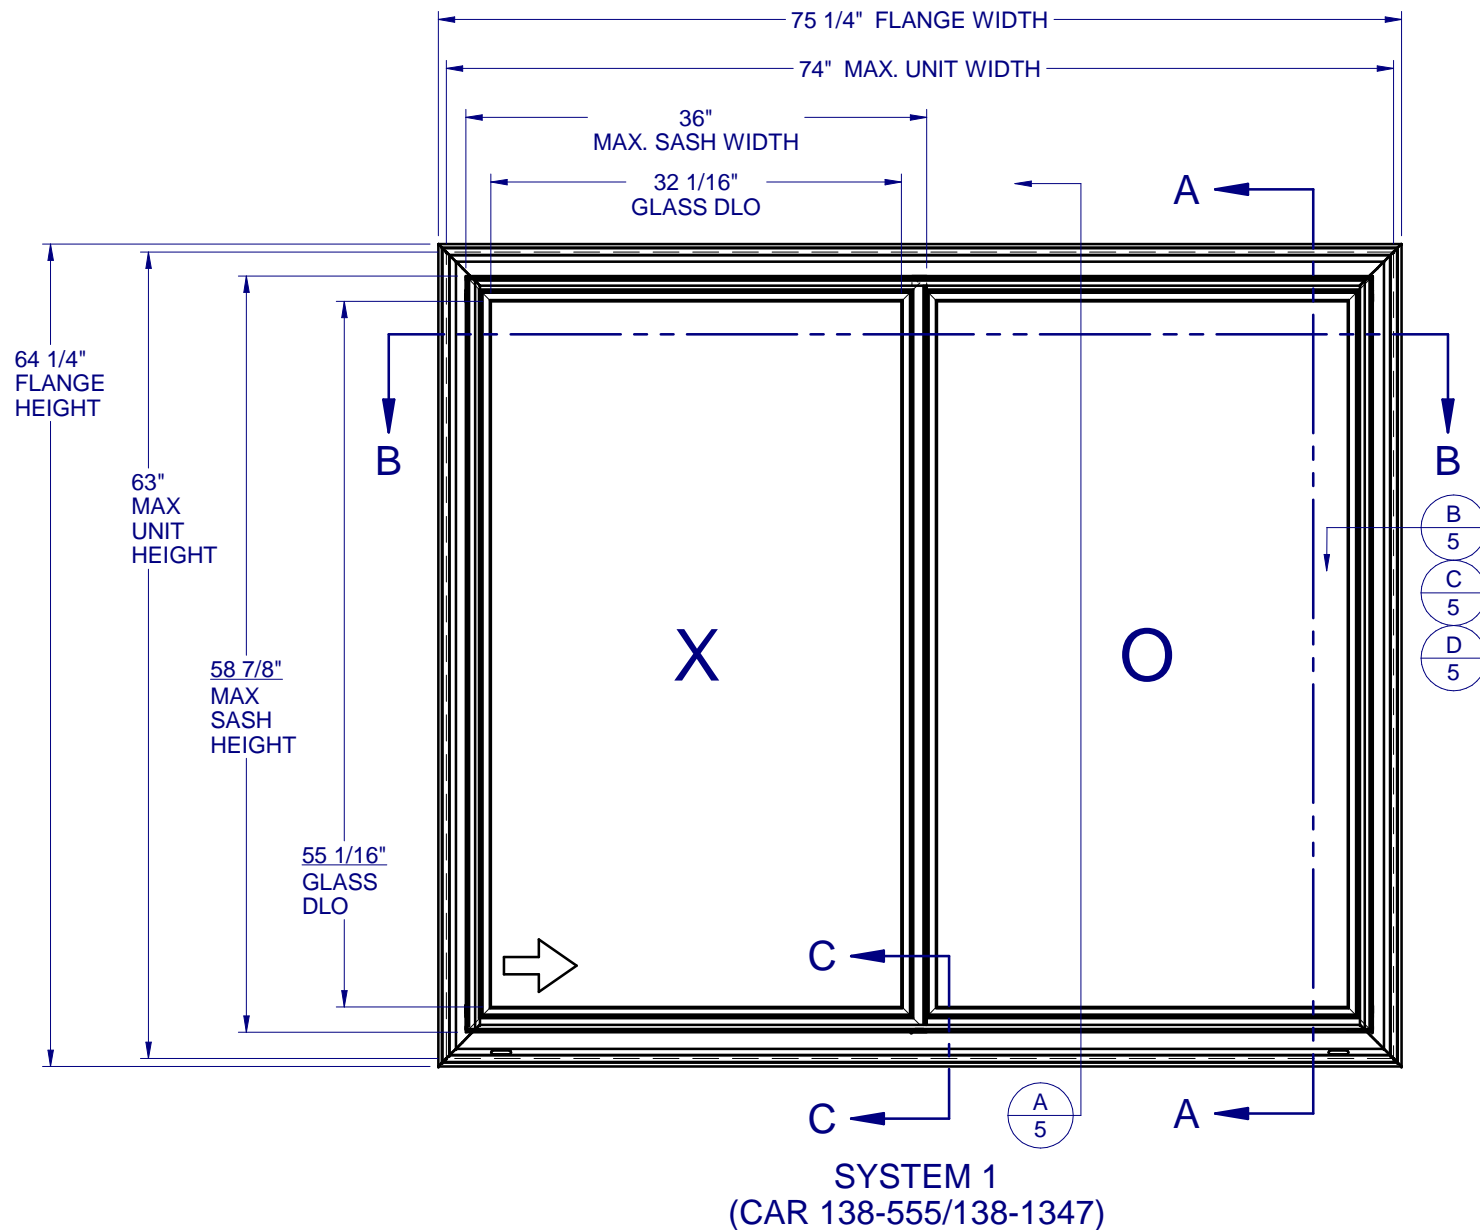 75 1/4"  FLANGE WIDTH
74"  MAX. UNIT WIDTH
36"
MAX. SASH WIDTH
32 1/16"
GLASS DLO
A
64 1/4"
FLANGE
HEIGHT
B
B
63"
MAX
UNIT
HEIGHT
B
5
C
5
D
5
X
O
58 7/8"
MAX
SASH
HEIGHT
55 1/16"
GLASS
DLO
C
C
A
5
A
SYSTEM 1
(CAR 138-555/138-1347)